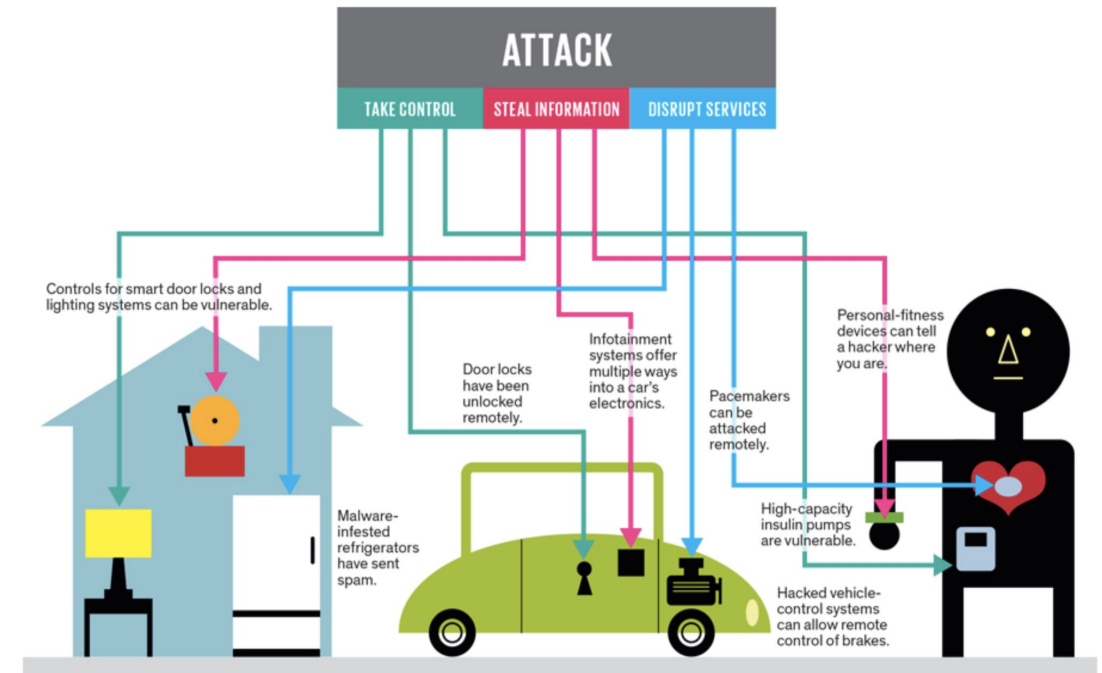 ATTACK
TAKE CONTROL
STEAL INFORMATION
DISRUPT SERVICES
Controls for smart door locks and
lighting systems can be vulnerable.
Malware-
infested
refrigerators
have sent
spam.
Door locks
have been
unlocked
remotely.
Infotainment
systems offer
multiple ways
into a car's
electronics.
Pacemakers
can be
attacked
remotely.
Personal-fitness
devices can tell
a hacker where
you are.
High-capacity
insulin pumps
are vulnerable.
Hacked vehicle-
control systems
can allow remote
control of brakes.